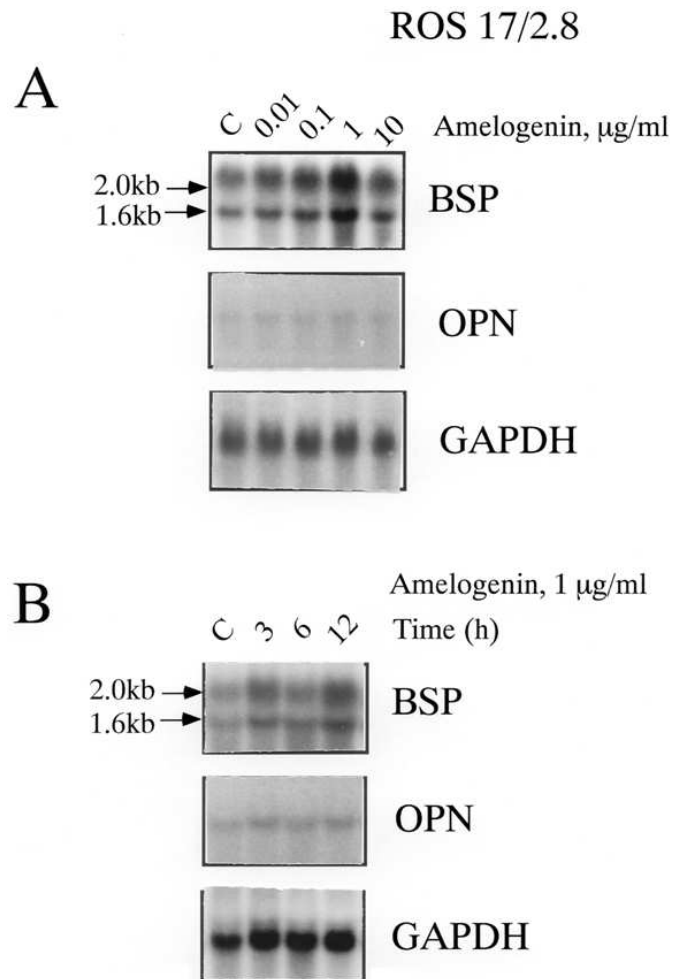 ROS 17/2.8
A
C 0.01 0.1 1 10 Amelogenin, μg/ml
2.0kb
1.6kb
BSP
OPN
GAPDH
B
Amelogenin, 1 μg/ml
C 3 6 12 Time (h)
2.0kb
1.6kb
BSP
OPN
GAPDH